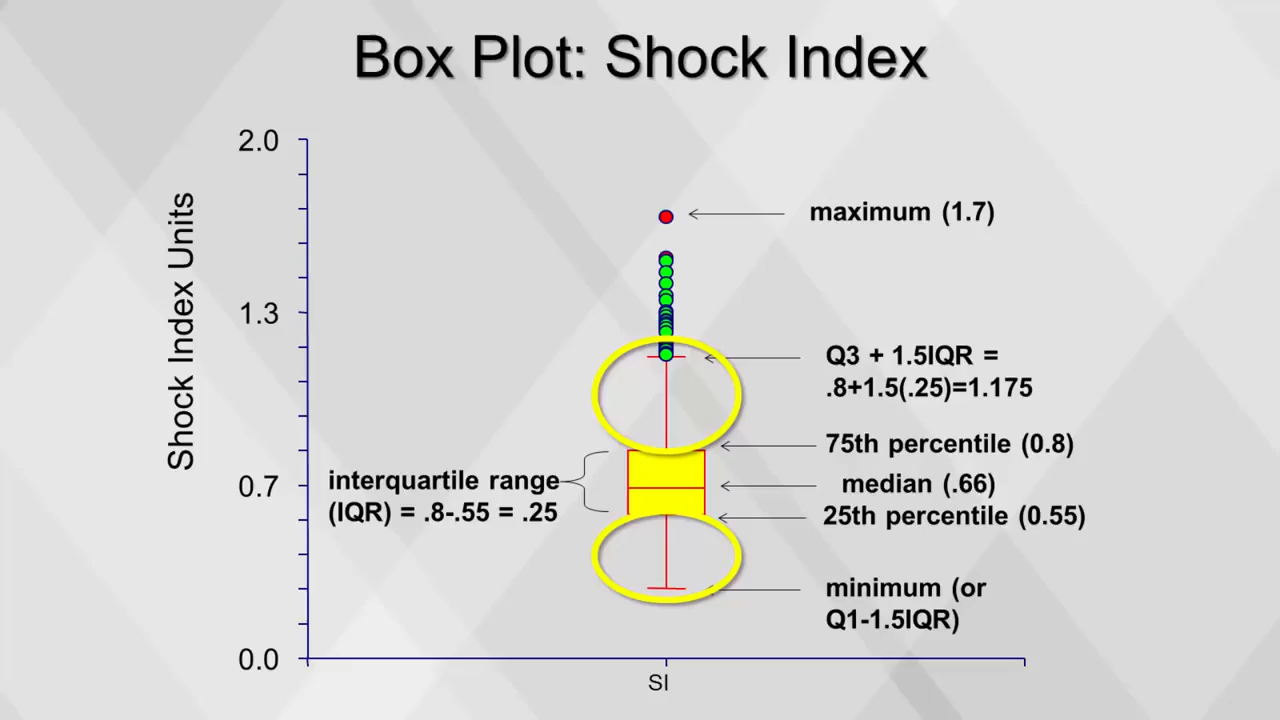 Box Plot: Shock Index
Shock Index Units
2.0
1.3
0.7
0.0
maximum (1.7)
Q3 + 1.5IQR =
.8+1.5(.25)=1.175
75th percentile (0.8)
median (.66)
25th percentile (0.55)
interquartile range
(IQR) = .8-.55 = .25
minimum (or
Q1-1.5IQR)
SI